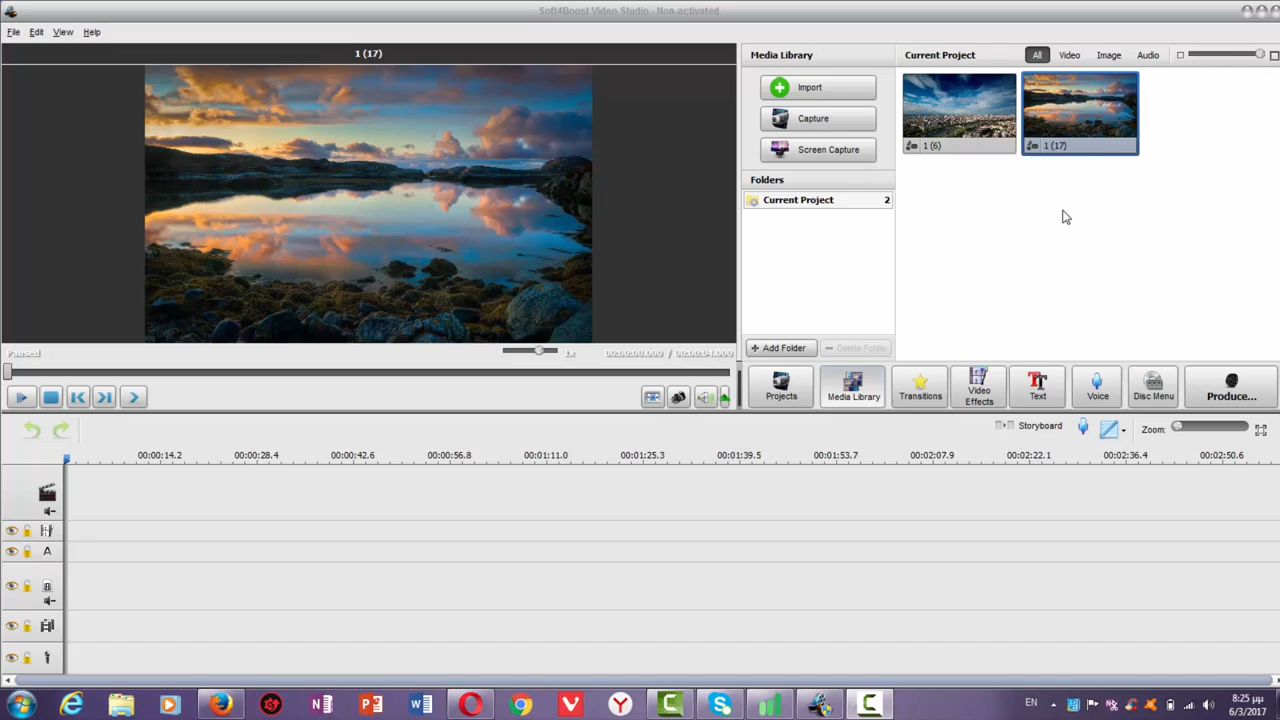 Soft4Boost Video Studio - Non-activated
File Edit View Help
1 (17)
Media Library
Current Project All Video Image Audio
Import
Capture
Screen Capture
1 (6)
1 (17)
Folders
Current Project 2
Add Folder Delete Folder
Paused 1x 00:00:00.000 / 00:00:04.000
Projects
Media Library
Transitions
Video
Effects
Text
Voice
Disc Menu
Produce...
Storyboard
Zoom:
00:00:14.2 00:00:28.4 00:00:42.6 00:00:56.8 00:01:11.0 00:01:25.3 00:01:39.5 00:01:53.7 00:02:07.9 00:02:22.1 00:02:36.4 00:02:50.6
A
EN
8:25 μμ
6/3/2017